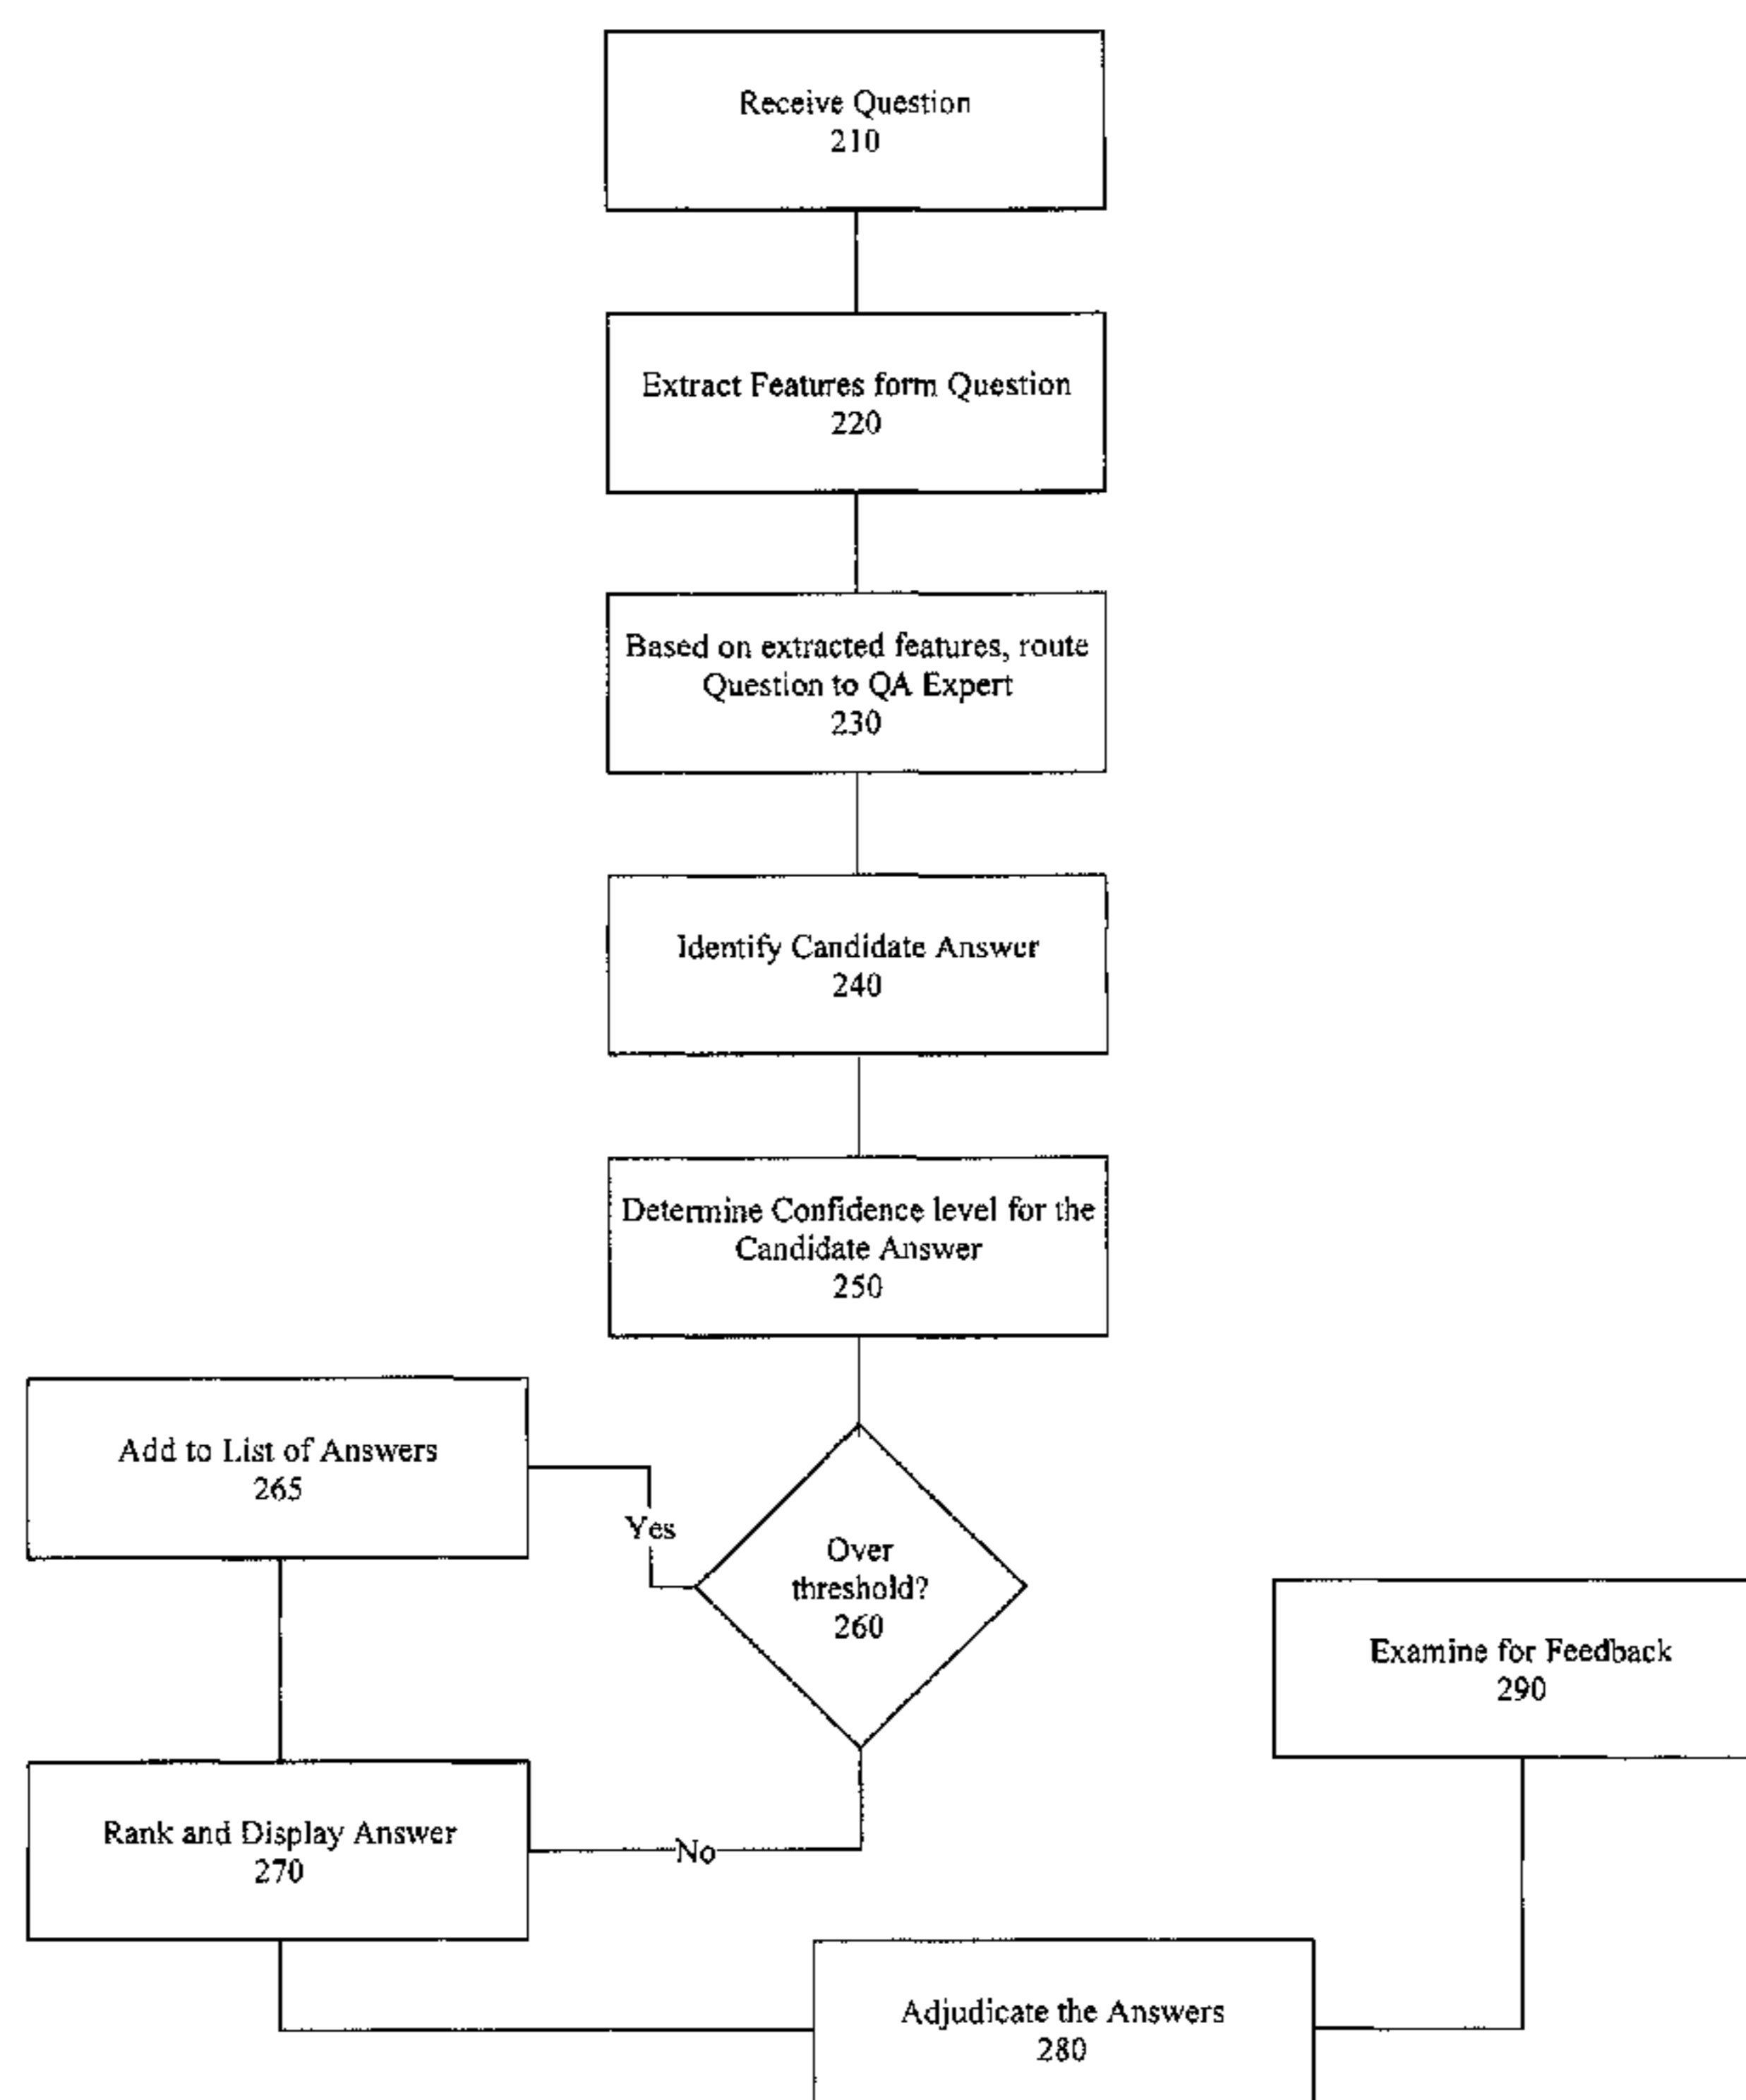 Receive Question
210
Extract Features form Question
220
Based on extracted features, route
Question to QA Expert
230
Identify Candidate Answer
240
Determine Confidence level for the
Candidate Answer
250
Add to List of Answers
265
Yes
Over
threshold?
260
Examine for Feedback
290
Rank and Display Answer
270
No
Adjudicate the Answers
280